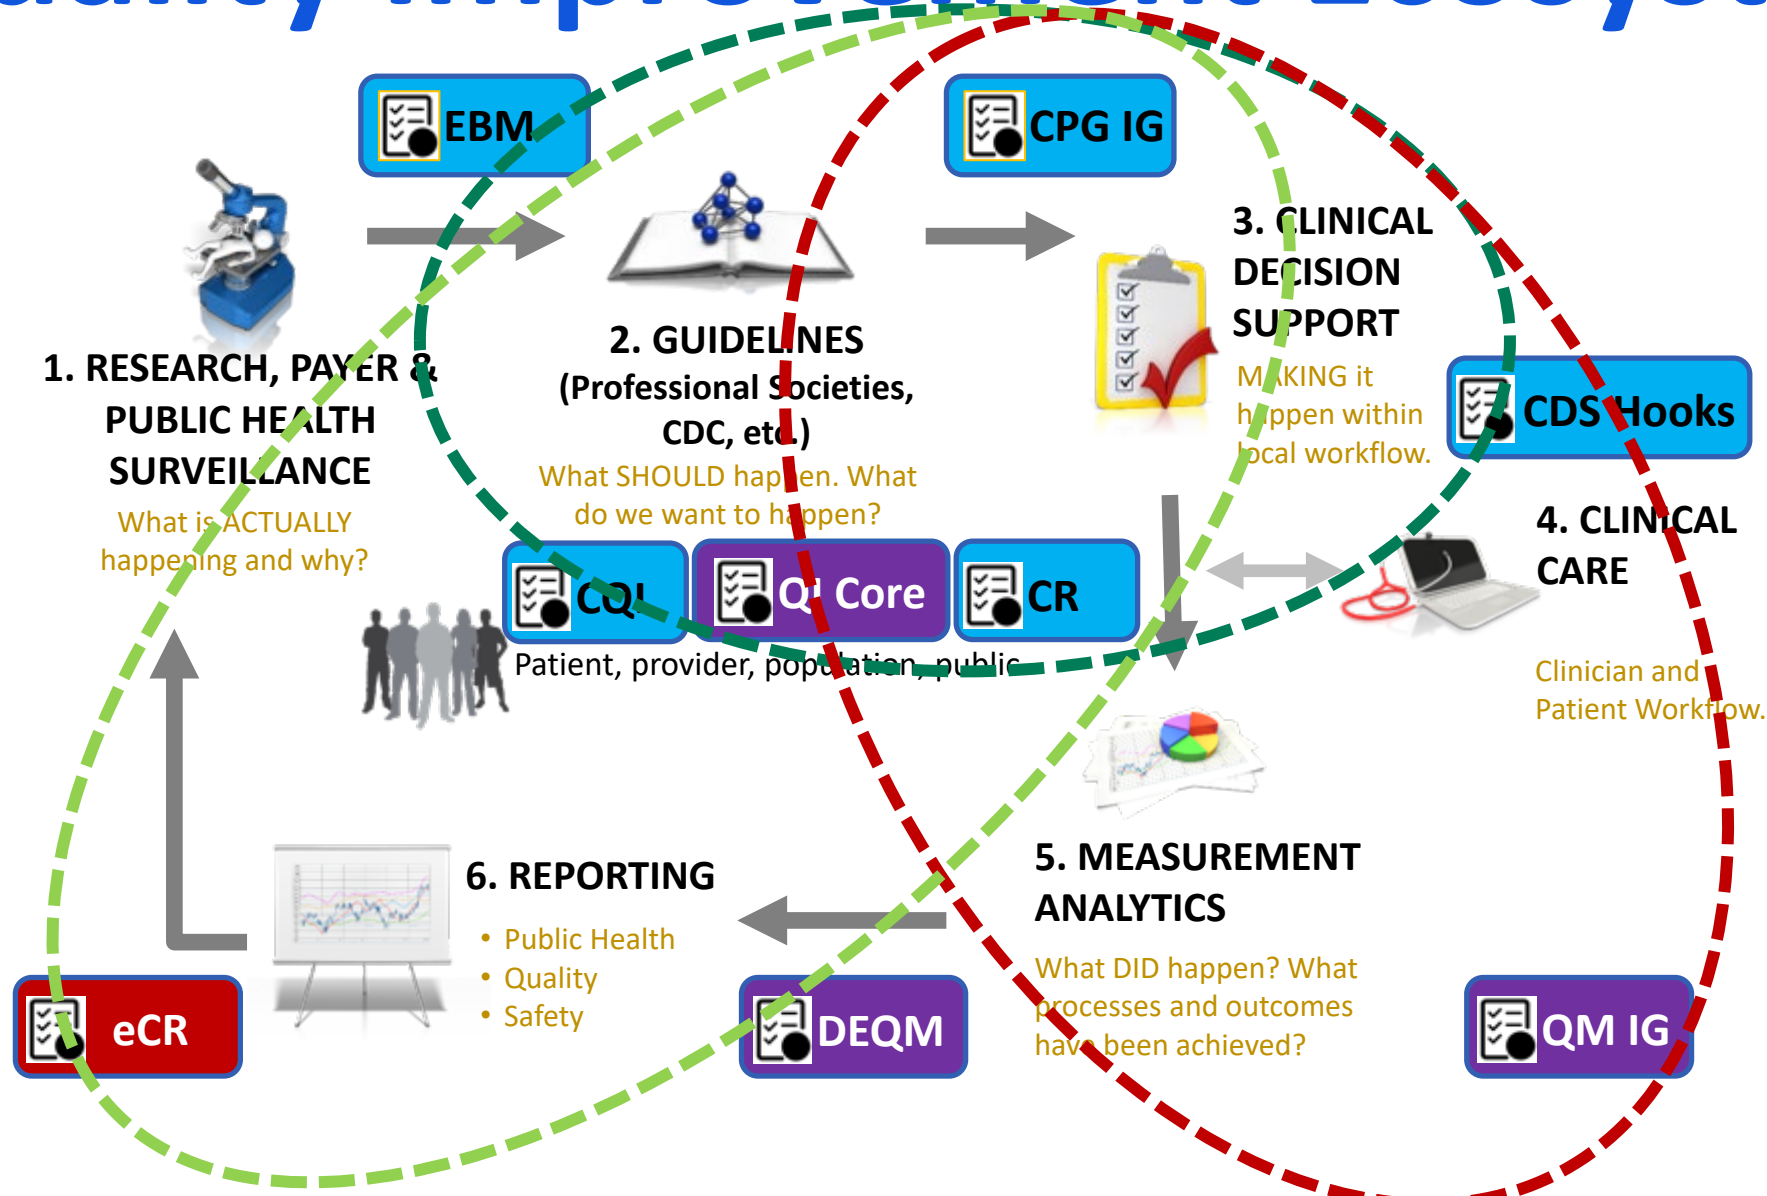 EBM
CPG IG
1. RESEARCH, PAYER &
PUBLIC HEALTH
SURVEILLANCE
What is ACTUALLY
happening and why?
2. GUIDELINES
(Professional Societies,
CDC, etc.)
What SHOULD happen. What
do we want to happen?
3. CLINICAL
DECISION
SUPPORT
MAKING it
happen within
local workflow.
CDS Hooks
4. CLINICAL
CARE
Clinician and
Patient Workflow.
CQL
QI Core
CR
Patient, provider, population, public
5. MEASUREMENT
ANALYTICS
What DID happen? What
processes and outcomes
have been achieved?
6. REPORTING
• Public Health
• Quality
• Safety
eCR
DEQM
QM IG